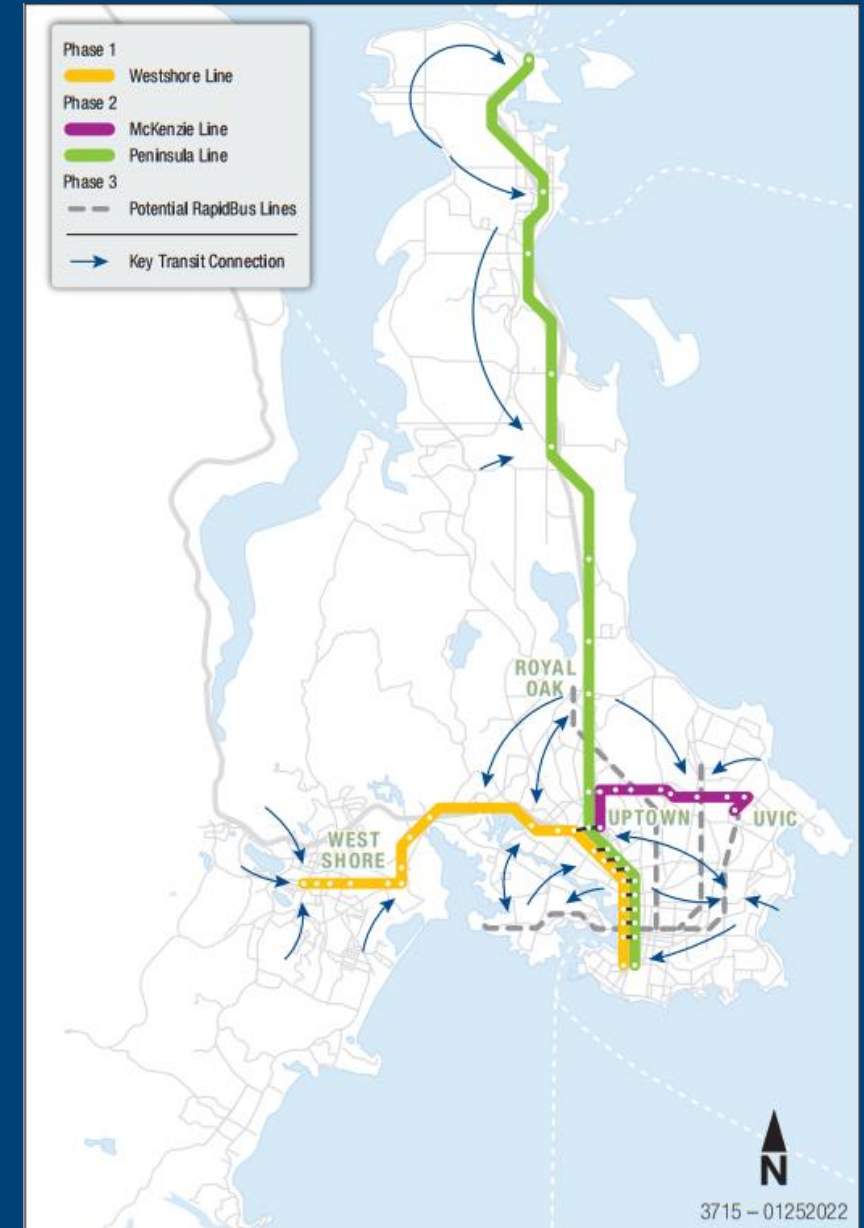 Phase 1
Westshore Line
Phase 2
McKenzie Line
Peninsula Line
Phase 3
Potential RapidBus Lines
Key Transit Connection
ROYAL
OAK
UPTOWN
UVIC
WEST
SHORE
N
3715 – 01252022